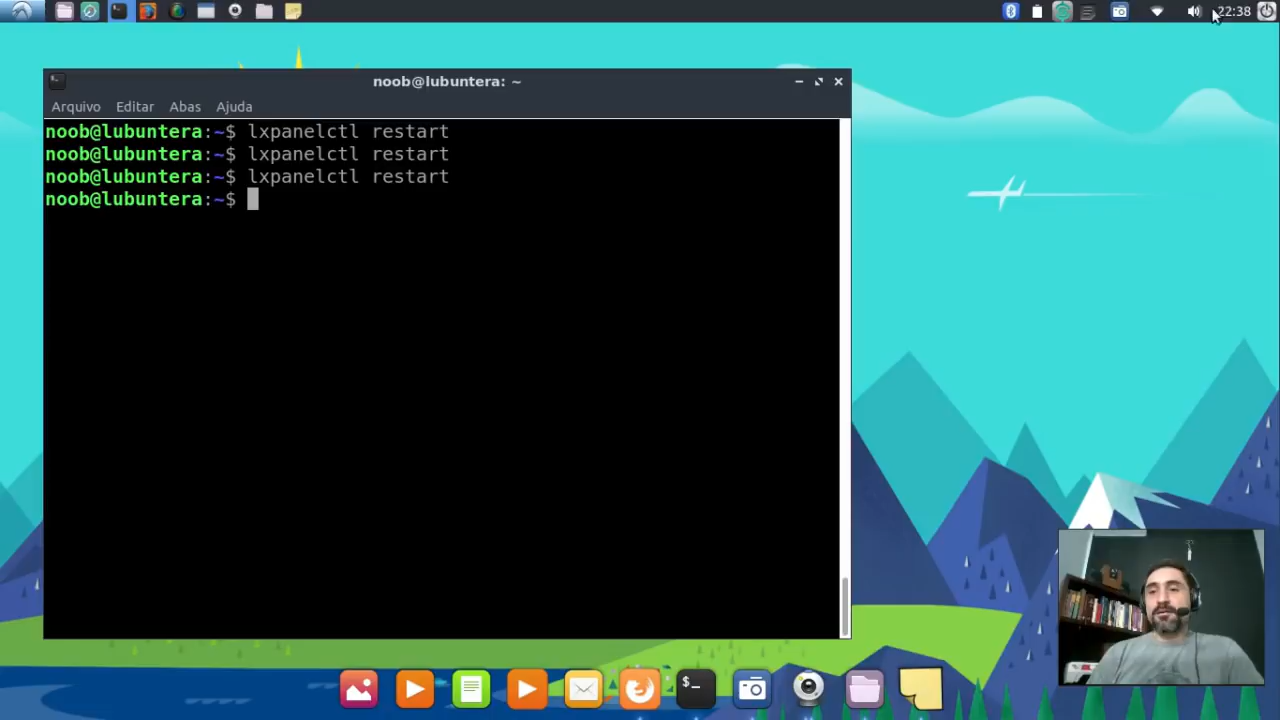 22:38
noob@lubuntera: ~
Arquivo Editar Abas Ajuda
noob@lubuntera:~$ lxpanelctl restart
noob@lubuntera:~$ lxpanelctl restart
noob@lubuntera:~$ lxpanelctl restart
noob@lubuntera:~$
$_